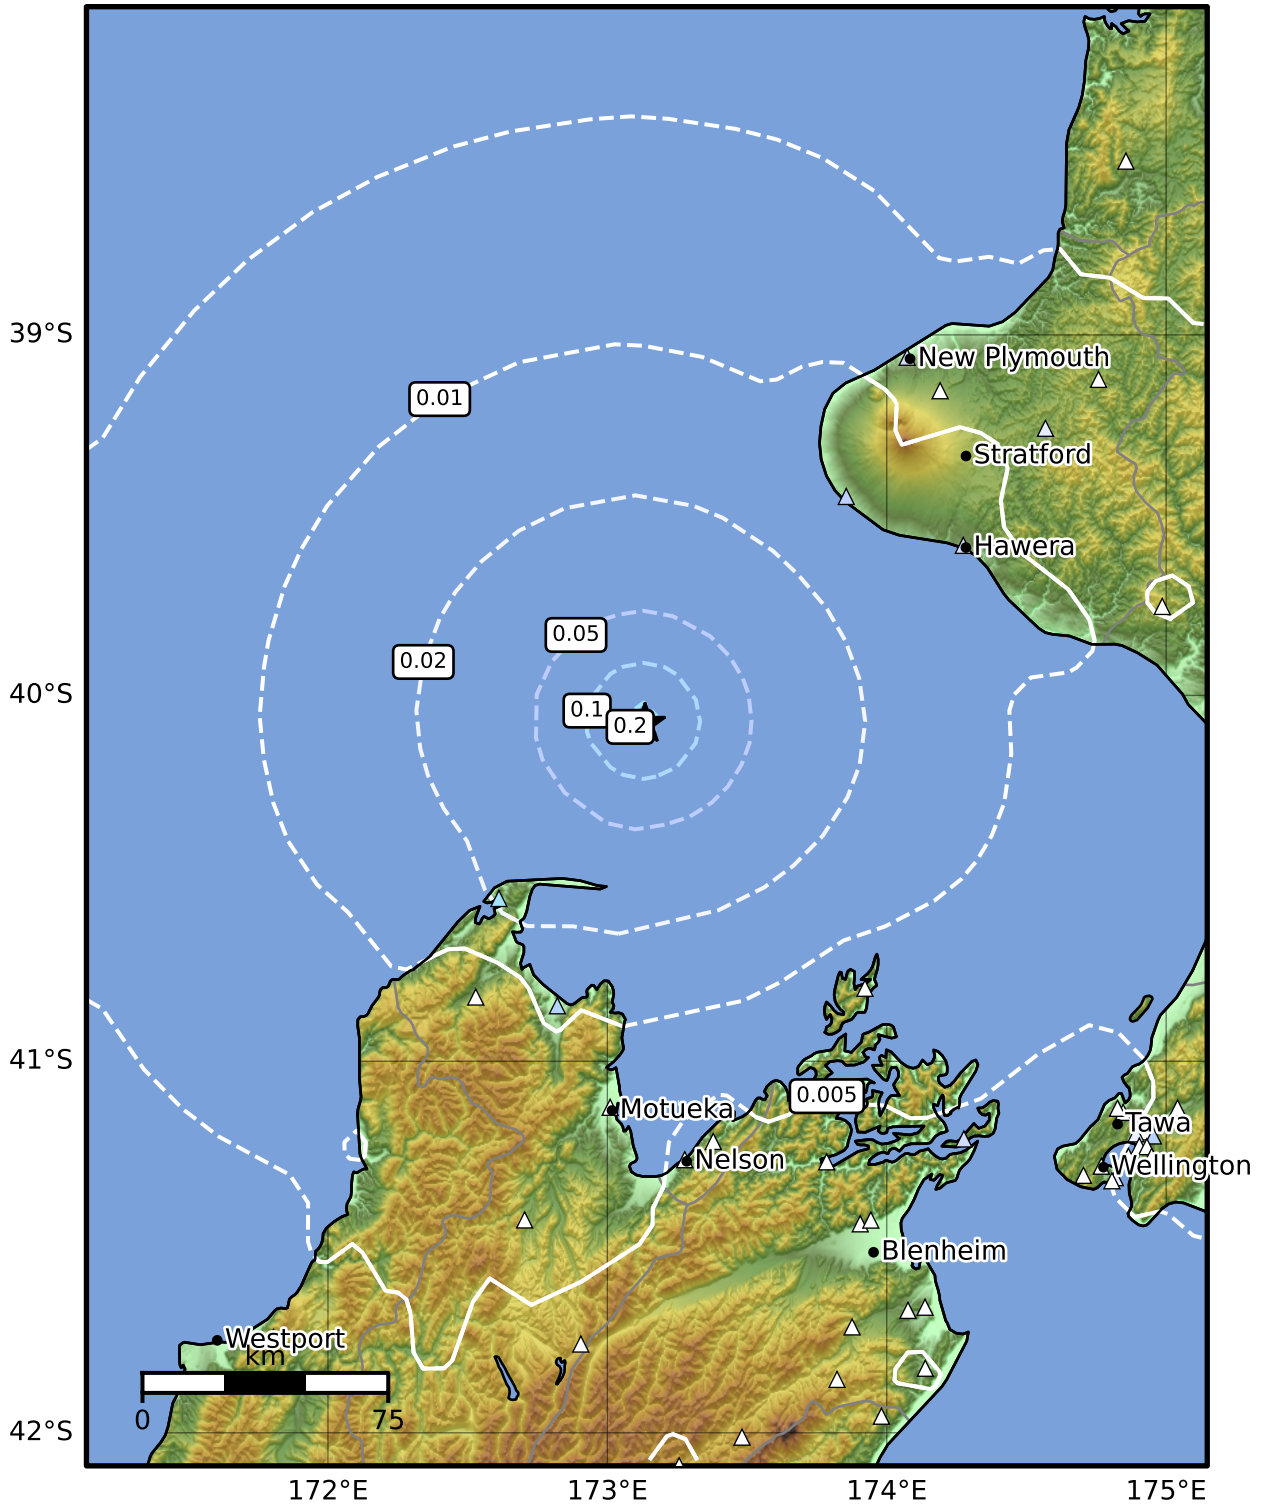 39°S
New Plymouth
0.01
Stratford
Hawera
0.05
0.02
40°S
0.1
0.2
41°S
0.005
Motueka
Tawa
Nelson
Wellington
Blenheim
Westport
km
0
75
42°S
172°E
173°E
174°E
175°E